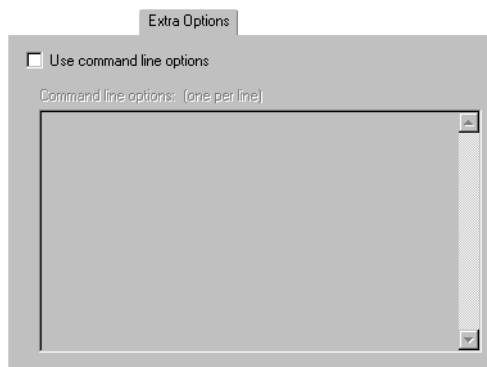 Extra Options
Use command line options
Command line options: (one per line)